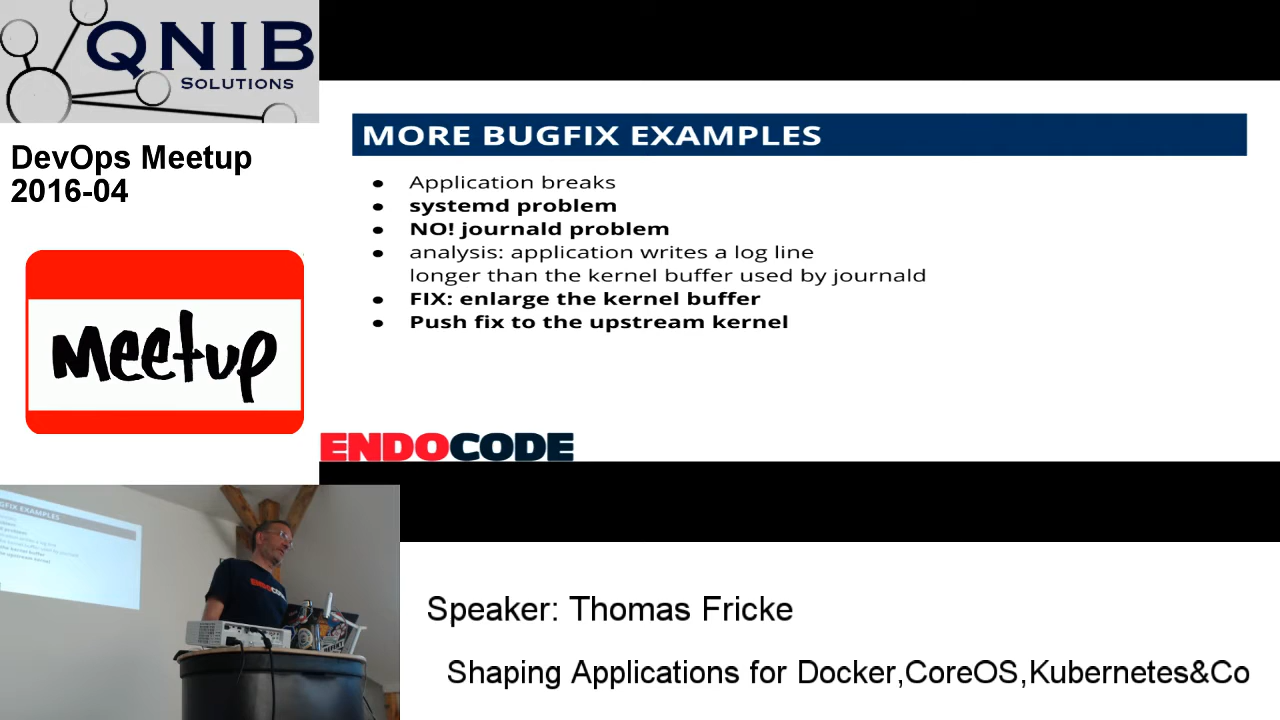 QNIB
SOLUTIONS
DevOps Meetup
2016-04
meetup
MORE BUGFIX EXAMPLES
● Application breaks
● systemd problem
● NO! journald problem
● analysis: application writes a log line
longer than the kernel buffer used by journald
● FIX: enlarge the kernel buffer
● Push fix to the upstream kernel
ENDOCODE
ENDOCODE
Speaker: Thomas Fricke
Shaping Applications for Docker,CoreOS,Kubernetes&Co